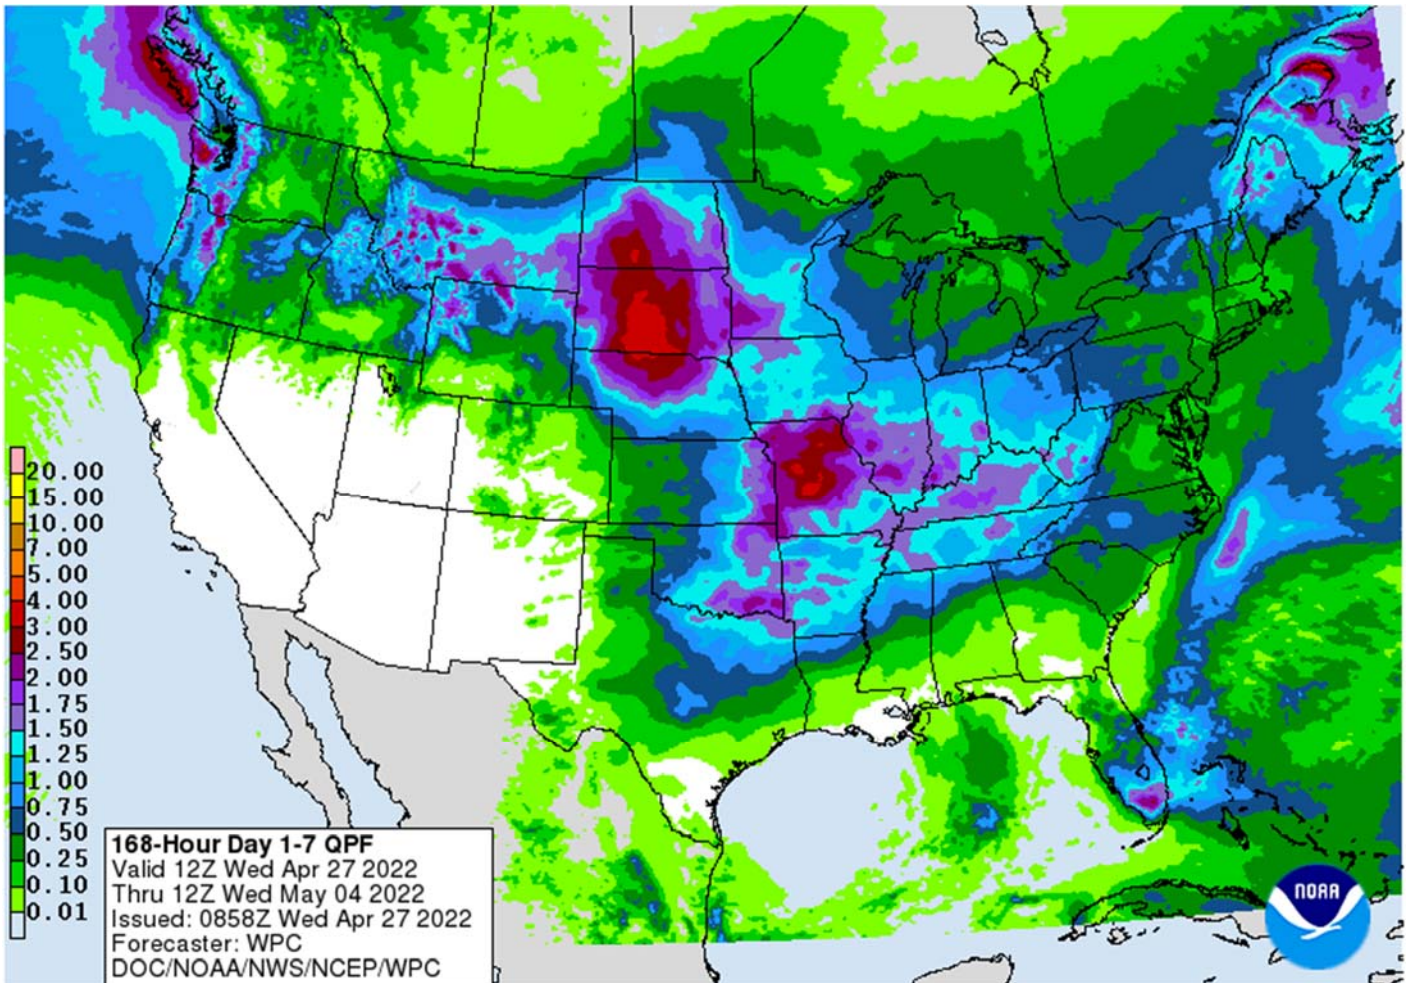 20.00
15.00
10.00
7.00
5.00
4.00
3.00
2.50
2.00
1.75
1.50
1.25
1.00
0.75
0.50
0.25
0.10
0.01
168-Hour Day 1-7 QPF
Valid 12Z Wed Apr 27 2022
Thru 12Z Wed May 04 2022
Issued: 0858Z Wed Apr 27 2022
Forecaster: WPC
DOC/NOAA/NWS/NCEP/WPC
NOAA